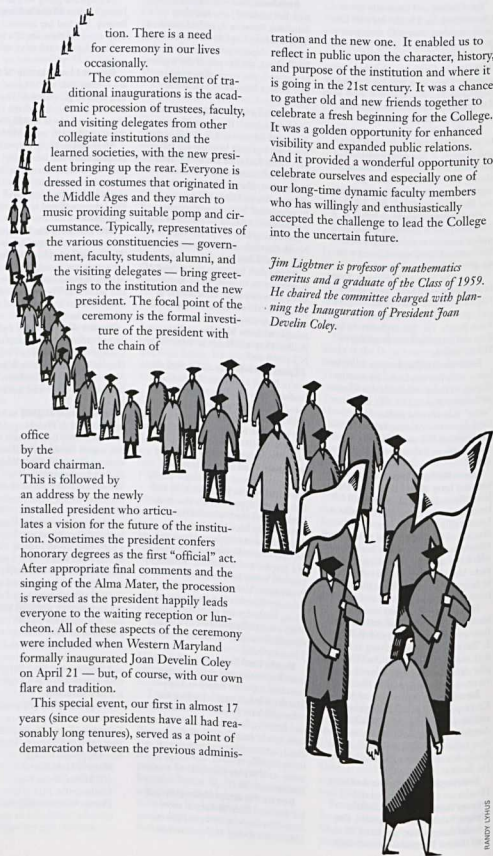 tion. There is a need
for ceremony in our lives
occasionally.
The common element of tra-
ditional inaugurations is the acad-
emic procession of trustees, faculty,
and visiting delegates from other
collegiate institutions and the
learned societies, with the new presi-
dent bringing up the rear. Everyone is
dressed in costumes that originated in
the Middle Ages and they march to
music providing suitable pomp and cir-
cumstance. Typically, representatives of
the various constituencies — govern-
ment, faculty, students, alumni, and
the visiting delegates — bring greet-
ings to the institution and the new
president. The focal point of the
ceremony is the formal investi-
ture of the president with
the chain of
office
by the
board chairman.
This is followed by
an address by the newly
installed president who articu-
lates a vision for the future of the institu-
tion. Sometimes the president confers
honorary degrees as the first "official" act.
After appropriate final comments and the
singing of the Alma Mater, the procession
is reversed as the president happily leads
everyone to the waiting reception or lun-
cheon. All of these aspects of the ceremony
were included when Western Maryland
formally inaugurated Joan Develin Coley
on April 21 — but, of course, with our own
flare and tradition.
This special event, our first in almost 17
years (since our presidents have all had rea-
sonably long tenures), served as a point of
demarcation between the previous adminis-
tration and the new one. It enabled us to
reflect in public upon the character, history,
and purpose of the institution and where it
is going in the 21st century. It was a chance
to gather old and new friends together to
celebrate a fresh beginning for the College.
It was a golden opportunity for enhanced
visibility and expanded public relations.
And it provided a wonderful opportunity to
celebrate ourselves and especially one of
our long-time dynamic faculty members
who has willingly and enthusiastically
accepted the challenge to lead the College
into the uncertain future.
Jim Lightner is professor of mathematics
emeritus and a graduate of the Class of 1959.
He chaired the committee charged with plan-
ning the Inauguration of President Joan
Develin Coley.
RANDY LYHUS